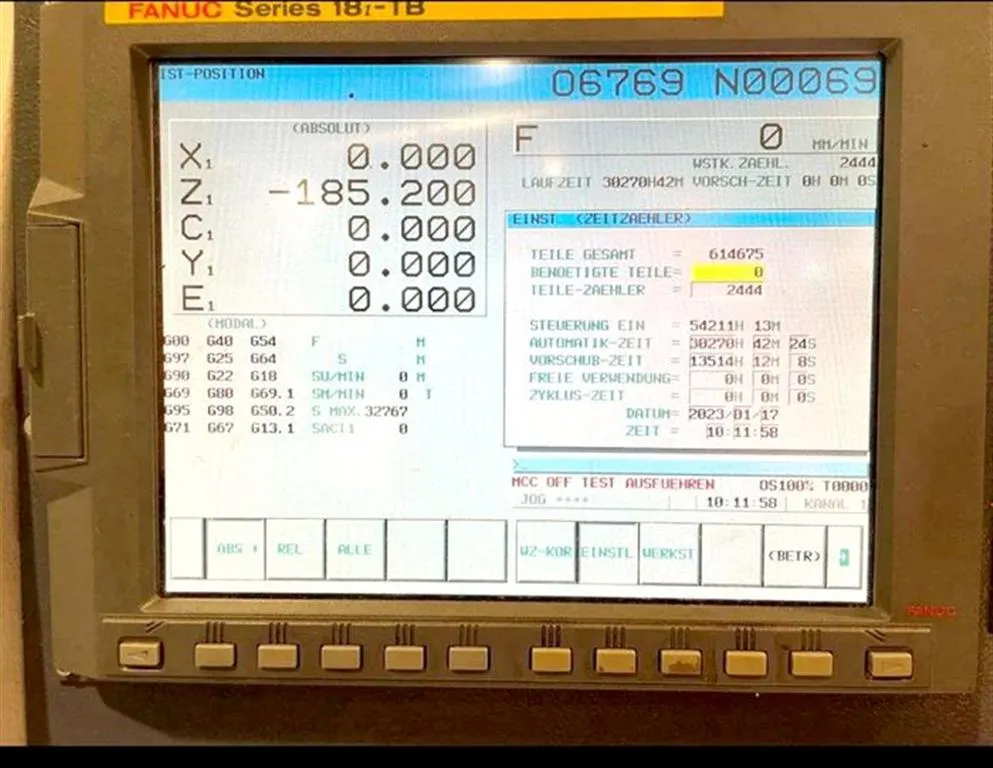 FANUC Series 18i-TB
IST-POSITION
O6769 N00069
(ABSOLUT)
X1 0.000
Z1 -185.200
C1 0.000
Y1 0.000
E1 0.000
(MODAL)
G00 G40 G54 F M
G97 G25 G64 S M
G90 G22 G18 SU/MIN 0 M
G69 G80 G69.1 SM/MIN 0 T
G95 G98 G50.2 S MAX.32767
G71 G67 G13.1 SACT1 0
F 0 MM/MIN
WSTK.ZAEHL. 2444
LAUFZEIT 30270H42M VORSCH-ZEIT 0H 0M 0S
EINST. (ZEITZAEHLER)
TEILE GESAMT = 614675
BENOETIGTE TEILE= 0
TEILE-ZAEHLER = 2444
STEUERUNG EIN = 54211H 13M
AUTOMATIK-ZEIT = 30270H 42M 24S
VORSCHUB-ZEIT =13514H 12M 8S
FREIE VERWENDUNG= 0H 0M 0S
ZYKLUS-ZEIT = 0H 0M 0S
DATUM= 2023/01/17
ZEIT = 10:11:58
>_
MCC OFF TEST AUSFUEHREN OS100% T0000
JOG **** 10:11:58 KANAL 1
ABS REL ALLE
WZ-KOR EINSTL WERKST (BETR)
FANUC